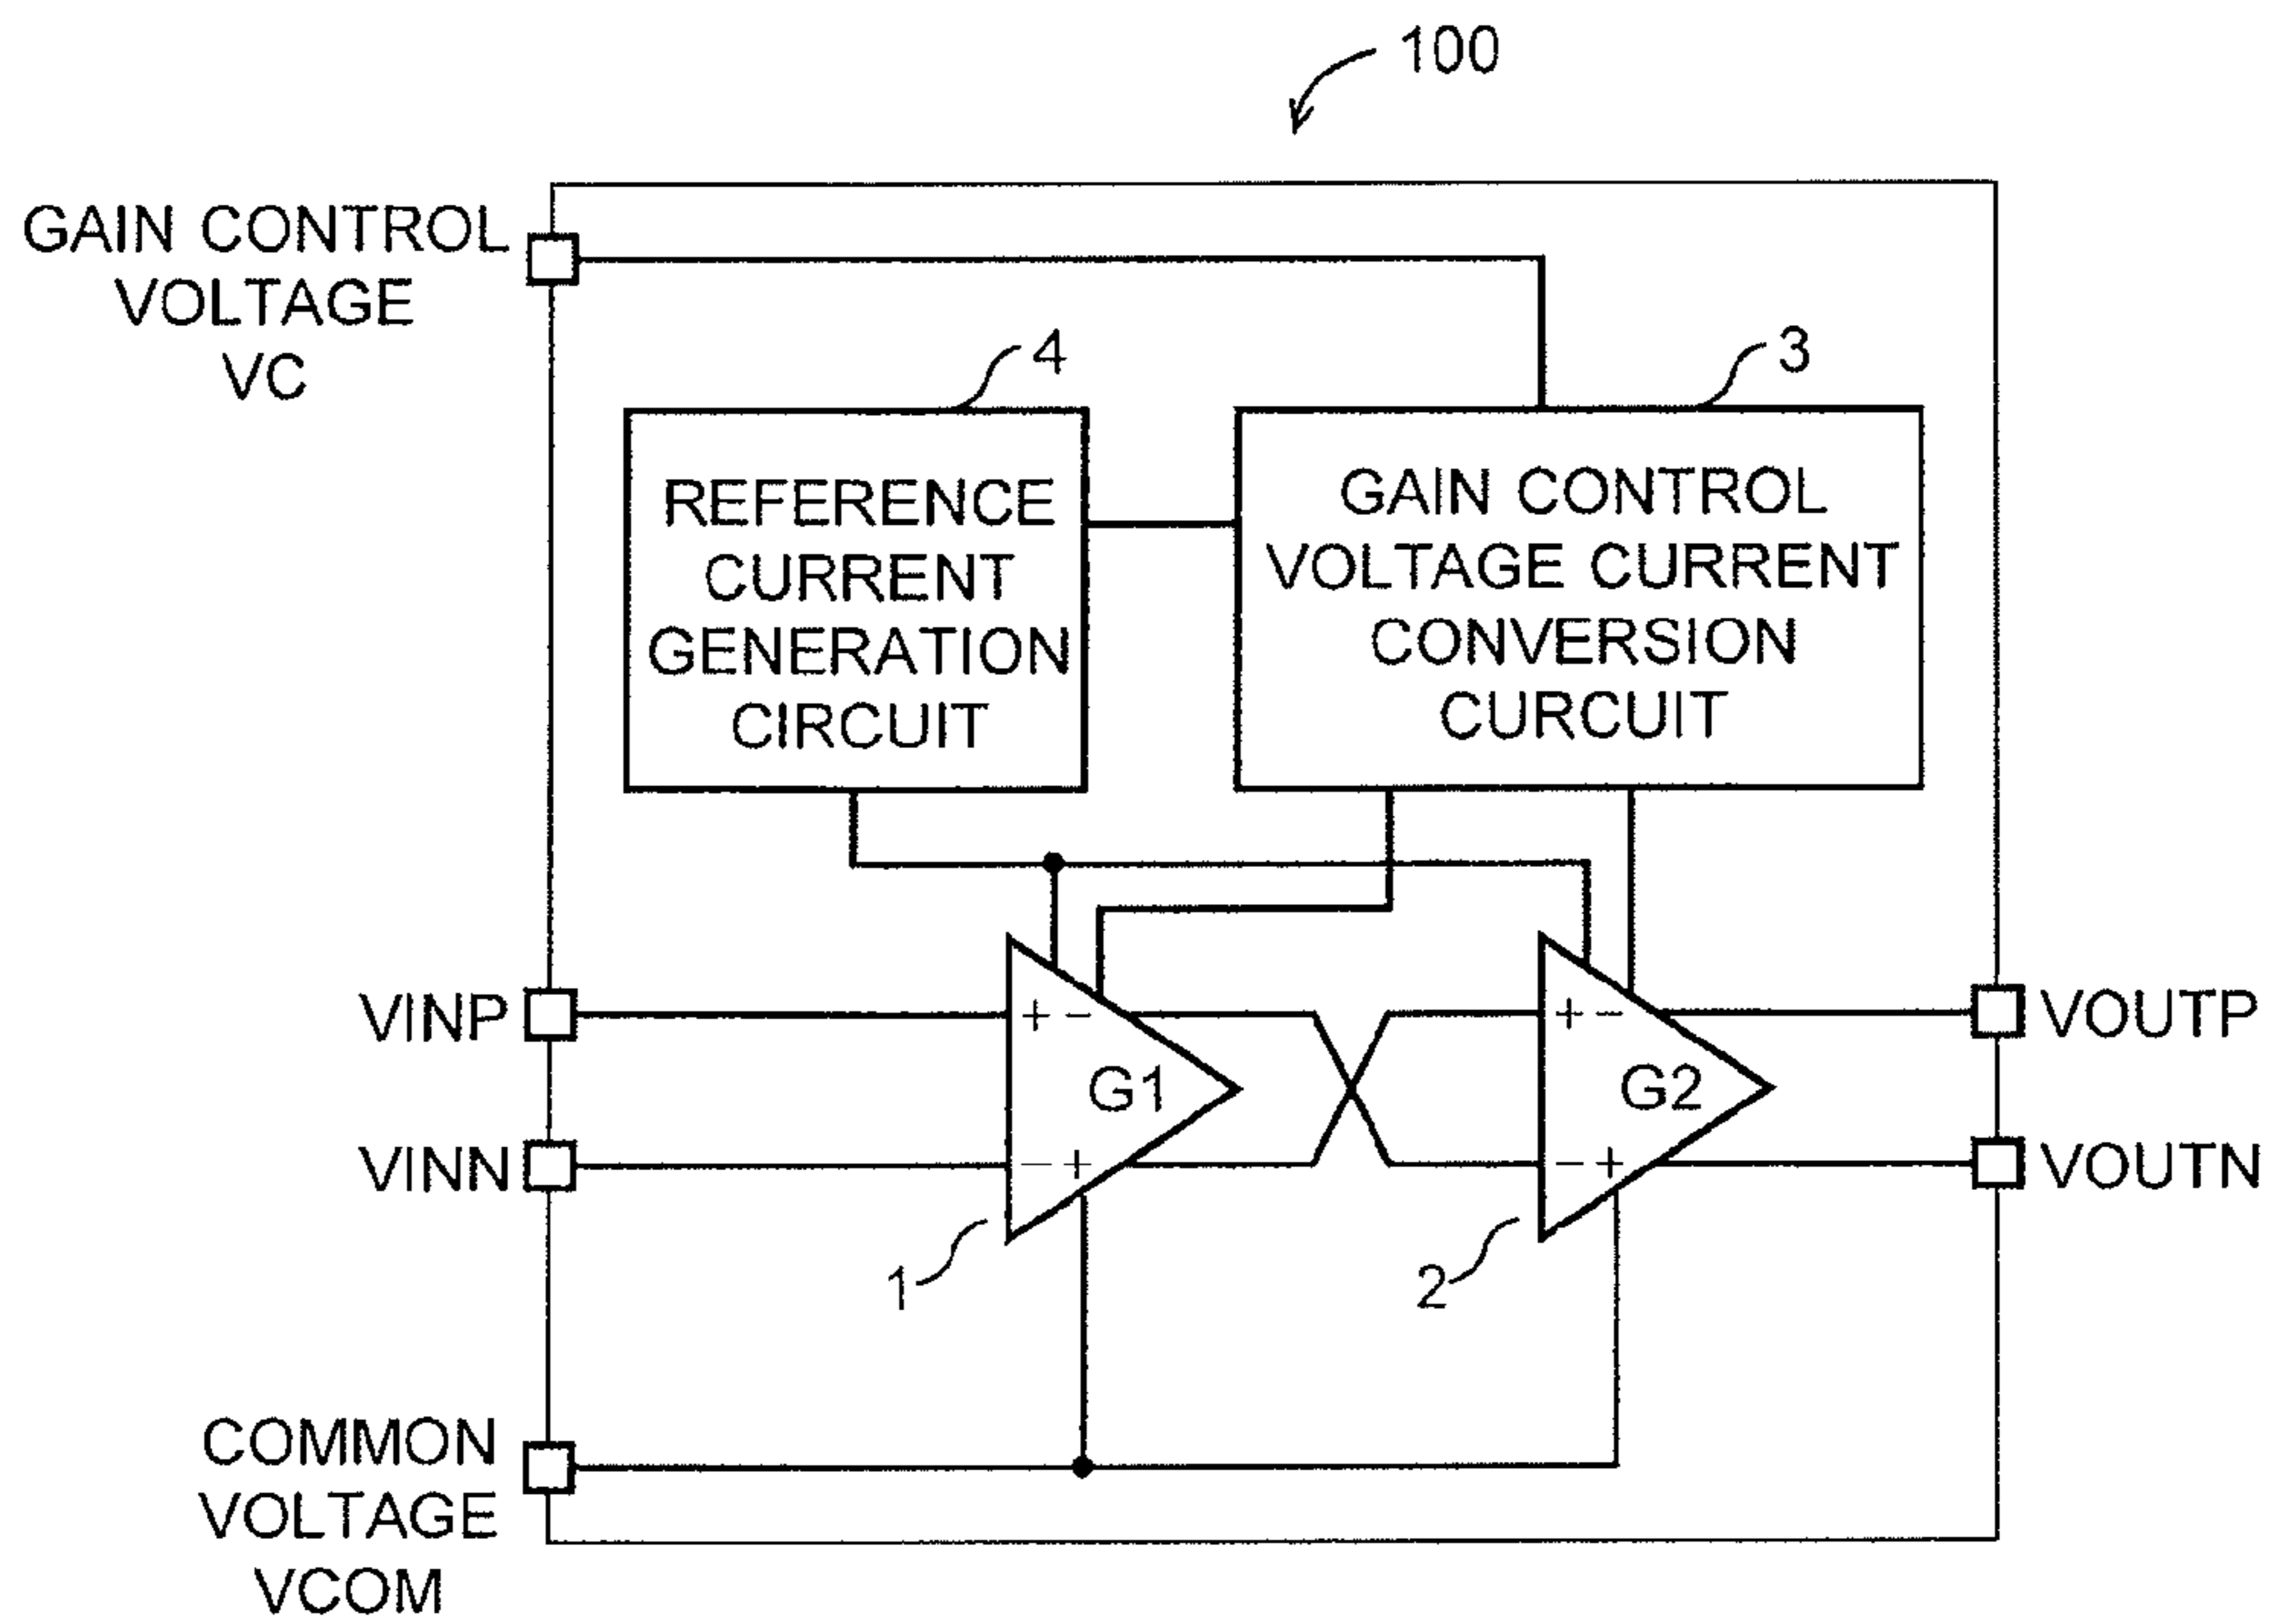 100
GAIN CONTROL
VOLTAGE
VC
4
3
REFERENCE
CURRENT
GENERATION
CIRCUIT
GAIN CONTROL
VOLTAGE CURRENT
CONVERSION
CURCUIT
VINP
+ -
G1
- +
VINN
1
+ -
G2
- +
2
VOUTP
VOUTN
COMMON
VOLTAGE
VCOM